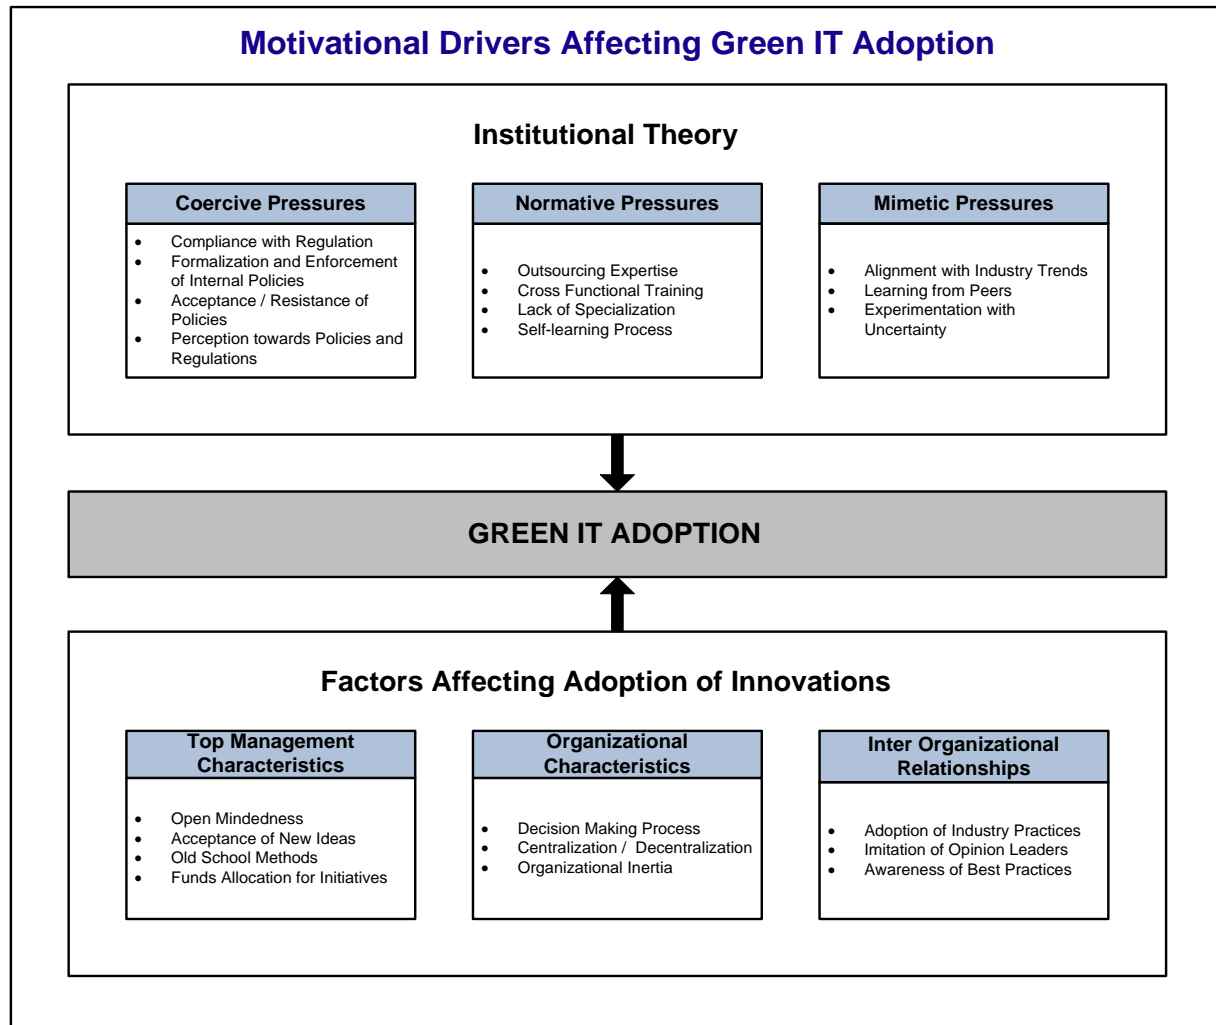 Motivational Drivers Affecting Green IT Adoption
Institutional Theory
Coercive Pressures
• Compliance with Regulation
• Formalization and Enforcement
of Internal Policies
• Acceptance / Resistance of
Policies
• Perception towards Policies and
Regulations
Normative Pressures
• Outsourcing Expertise
• Cross Functional Training
• Lack of Specialization
• Self-learning Process
Mimetic Pressures
• Alignment with Industry Trends
• Learning from Peers
• Experimentation with
Uncertainty
GREEN IT ADOPTION
Factors Affecting Adoption of Innovations
Top Management
Characteristics
• Open Mindedness
• Acceptance of New Ideas
• Old School Methods
• Funds Allocation for Initiatives
Organizational
Characteristics
• Decision Making Process
• Centralization /  Decentralization
• Organizational Inertia
Inter Organizational
Relationships
• Adoption of Industry Practices
• Imitation of Opinion Leaders
• Awareness of Best Practices